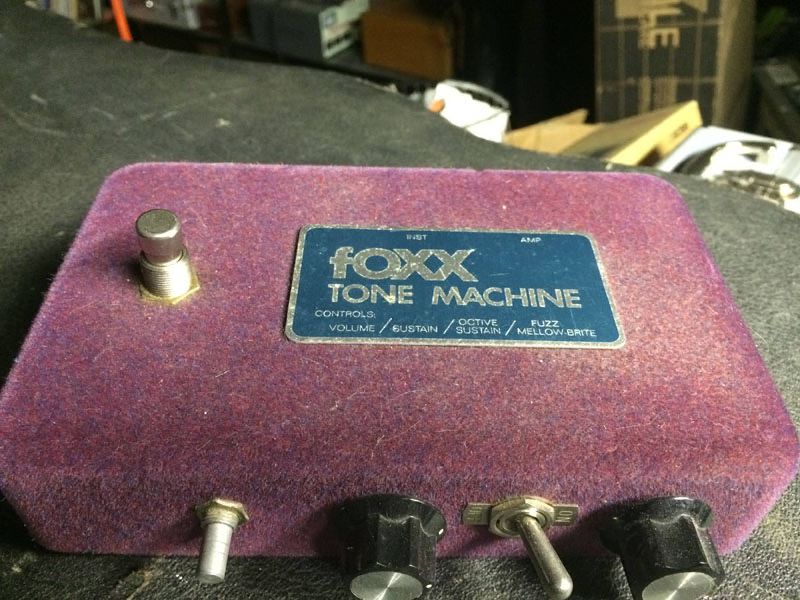 INST AMP
foxx
TONE MACHINE
CONTROLS:
VOLUME / SUSTAIN / OCTIVE SUSTAIN / FUZZ MELLOW-BRITE